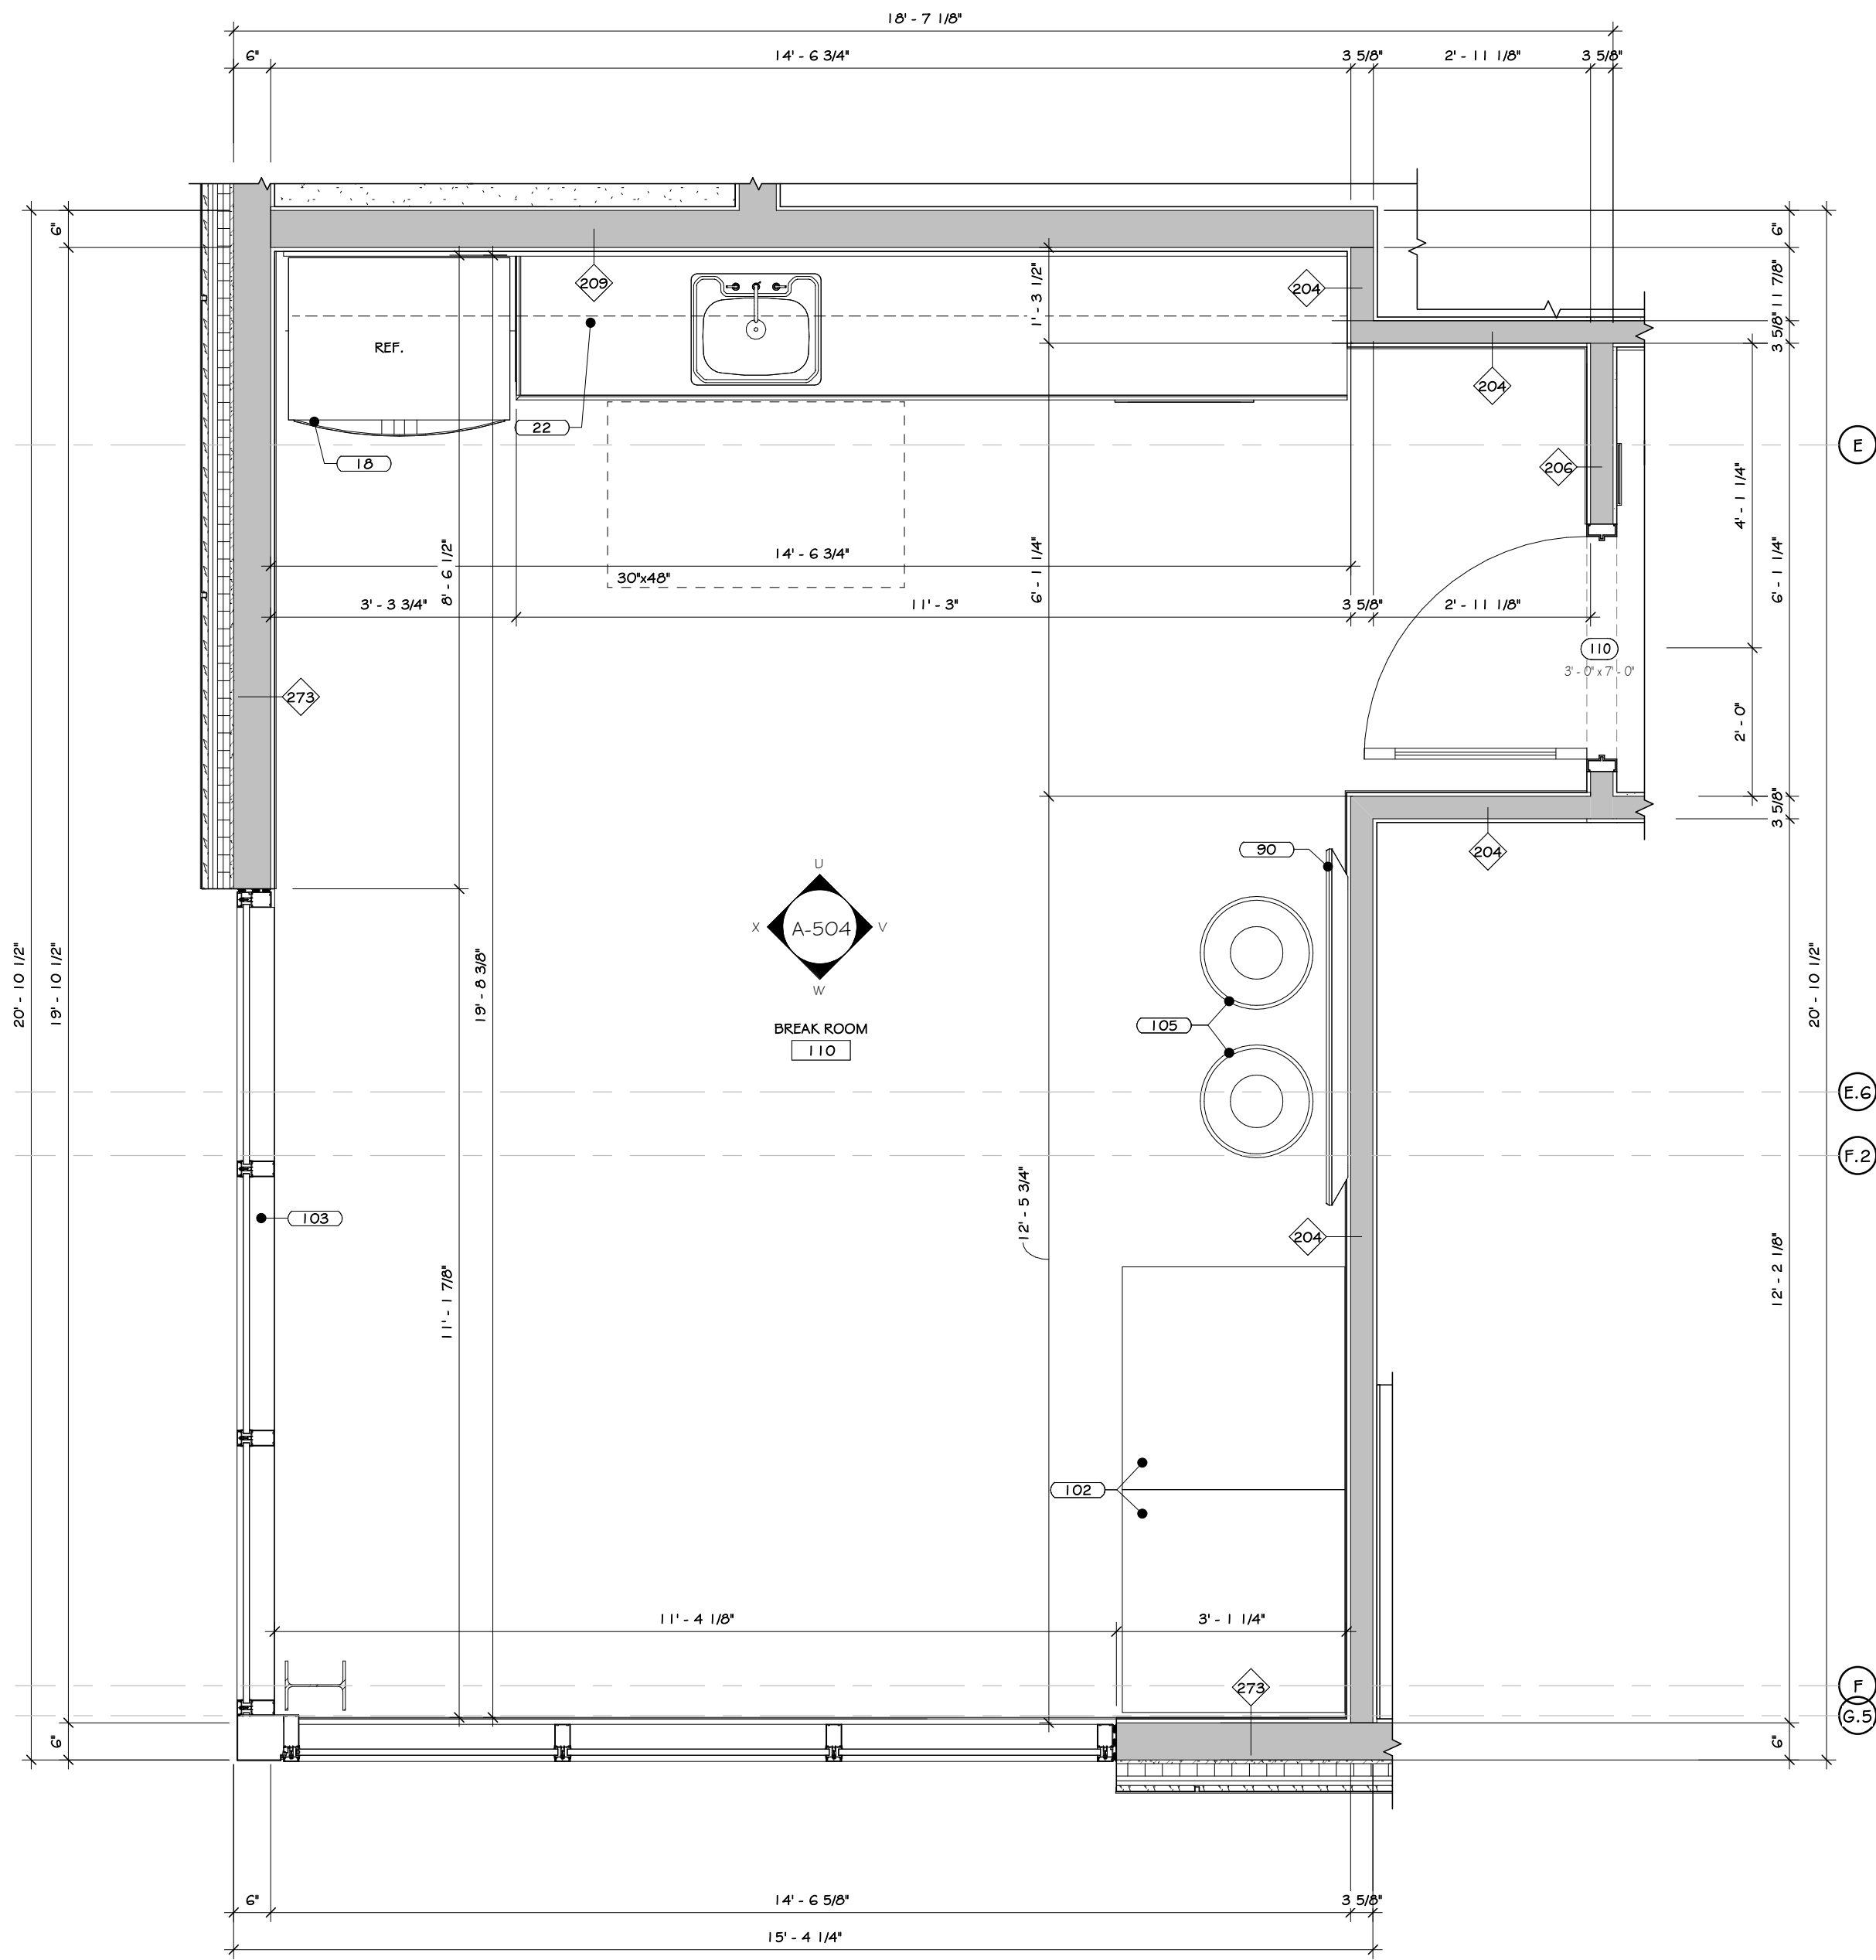 18' - 7 1/8"
6" 14' - 6 3/4" 3 5/8" 2' - 11 1/8" 3 5/8"
6" 6"
209 204
1' - 3 1/2" 11 7/8"
3 5/8"
REF.
204
22
18
E
206
4' - 1 1/4"
8' - 6 1/2" 14' - 6 3/4" 6' - 1 1/4" 6' - 1 1/4"
30"x48"
3' - 3 3/4" 11' - 3" 3 5/8" 2' - 11 1/8"
110
3' - 0" x 7' - 0"
273
2' - 0"
3 5/8"
90 204
U
X A-504 V
W
20' - 10 1/2" 19' - 10 1/2" 19' - 8 3/8" 20' - 10 1/2"
BREAK ROOM
110
105
E.6
F.2
12' - 5 3/4"
103
204
11' - 1 7/8" 12' - 2 1/8"
102
11' - 4 1/8" 3' - 1 1/4"
273
F
G.5
6" 6"
6" 14' - 6 5/8" 3 5/8"
15' - 4 1/4"